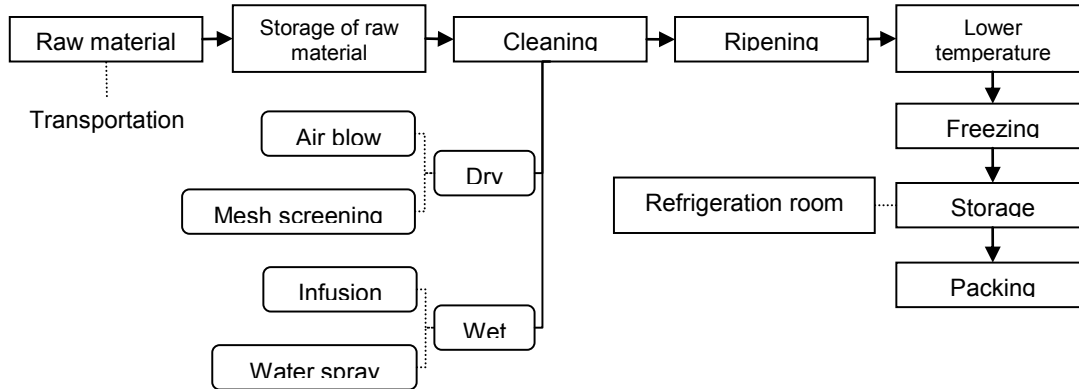 Raw material
Storage of raw
material
Cleaning
Ripening
Lower
temperature
Transportation
Air blow
Dry
Mesh screening
Infusion
Wet
Water spray
Freezing
Refrigeration room
Storage
Packing